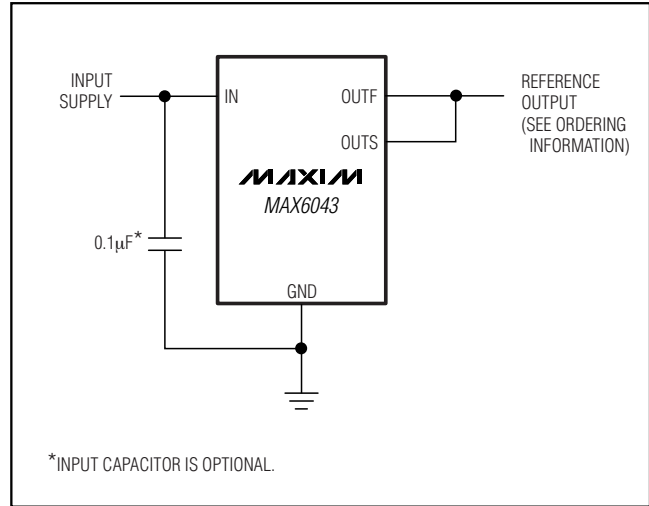 INPUT
SUPPLY
IN
OUTF
REFERENCE
OUTPUT
(SEE ORDERING
INFORMATION)
OUTS
MAXIM
MAX6043
0.1µF*
GND
*INPUT CAPACITOR IS OPTIONAL.